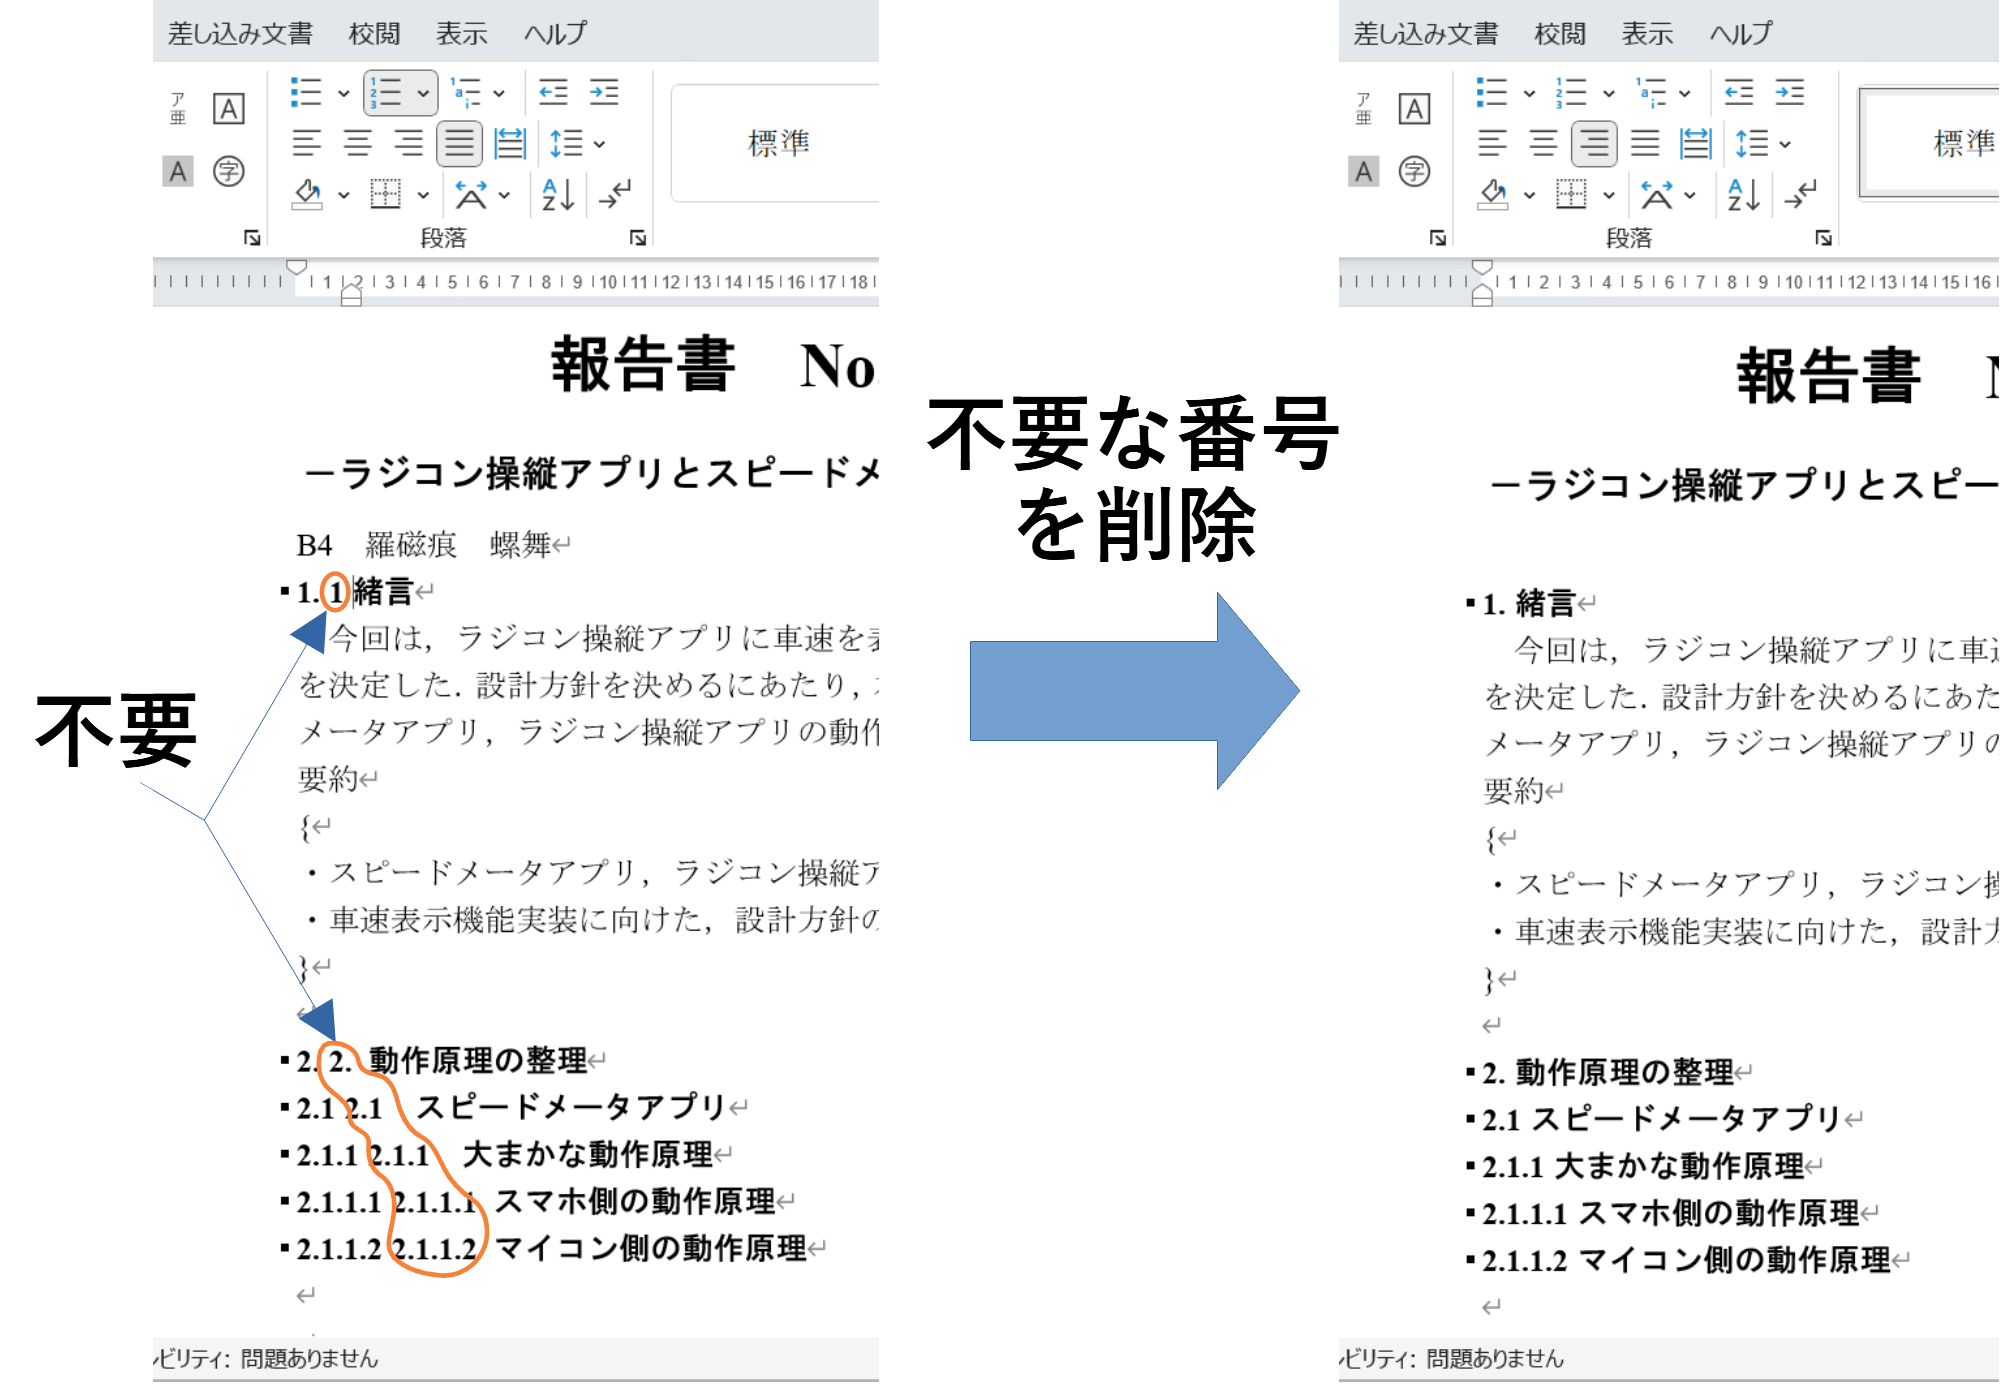 差し込み文書 校閲 表示 ヘルプ
ア
亜
A
A
字
段落
標準
1 2 3 4 5 6 7 8 9 10 11 12 13 14 15 16 17 18
報告書　No.
－ラジコン操縦アプリとスピードメ
B4　羅磁痕　螺舞↵
1. 1 緒言↵
今回は，ラジコン操縦アプリに車速を表
を決定した．設計方針を決めるにあたり，
メータアプリ，ラジコン操縦アプリの動作
要約↵
{↵
・スピードメータアプリ，ラジコン操縦ア
・車速表示機能実装に向けた，設計方針の
}↵
↵
2. 2. 動作原理の整理↵
2.1 2.1　スピードメータアプリ↵
2.1.1 2.1.1　大まかな動作原理↵
2.1.1.1 2.1.1.1 スマホ側の動作原理↵
2.1.1.2 2.1.1.2 マイコン側の動作原理↵
↵
ビリティ: 問題ありません
不要
不要な番号
を削除
差し込み文書 校閲 表示 ヘルプ
ア
亜
A
A
字
段落
標準
1 2 3 4 5 6 7 8 9 10 11 12 13 14 15 16
報告書　N
－ラジコン操縦アプリとスピー
1. 緒言↵
今回は，ラジコン操縦アプリに車速
を決定した．設計方針を決めるにあた
メータアプリ，ラジコン操縦アプリの
要約↵
{↵
・スピードメータアプリ，ラジコン操
・車速表示機能実装に向けた，設計方
}↵
↵
2. 動作原理の整理↵
2.1 スピードメータアプリ↵
2.1.1 大まかな動作原理↵
2.1.1.1 スマホ側の動作原理↵
2.1.1.2 マイコン側の動作原理↵
↵
ビリティ: 問題ありません